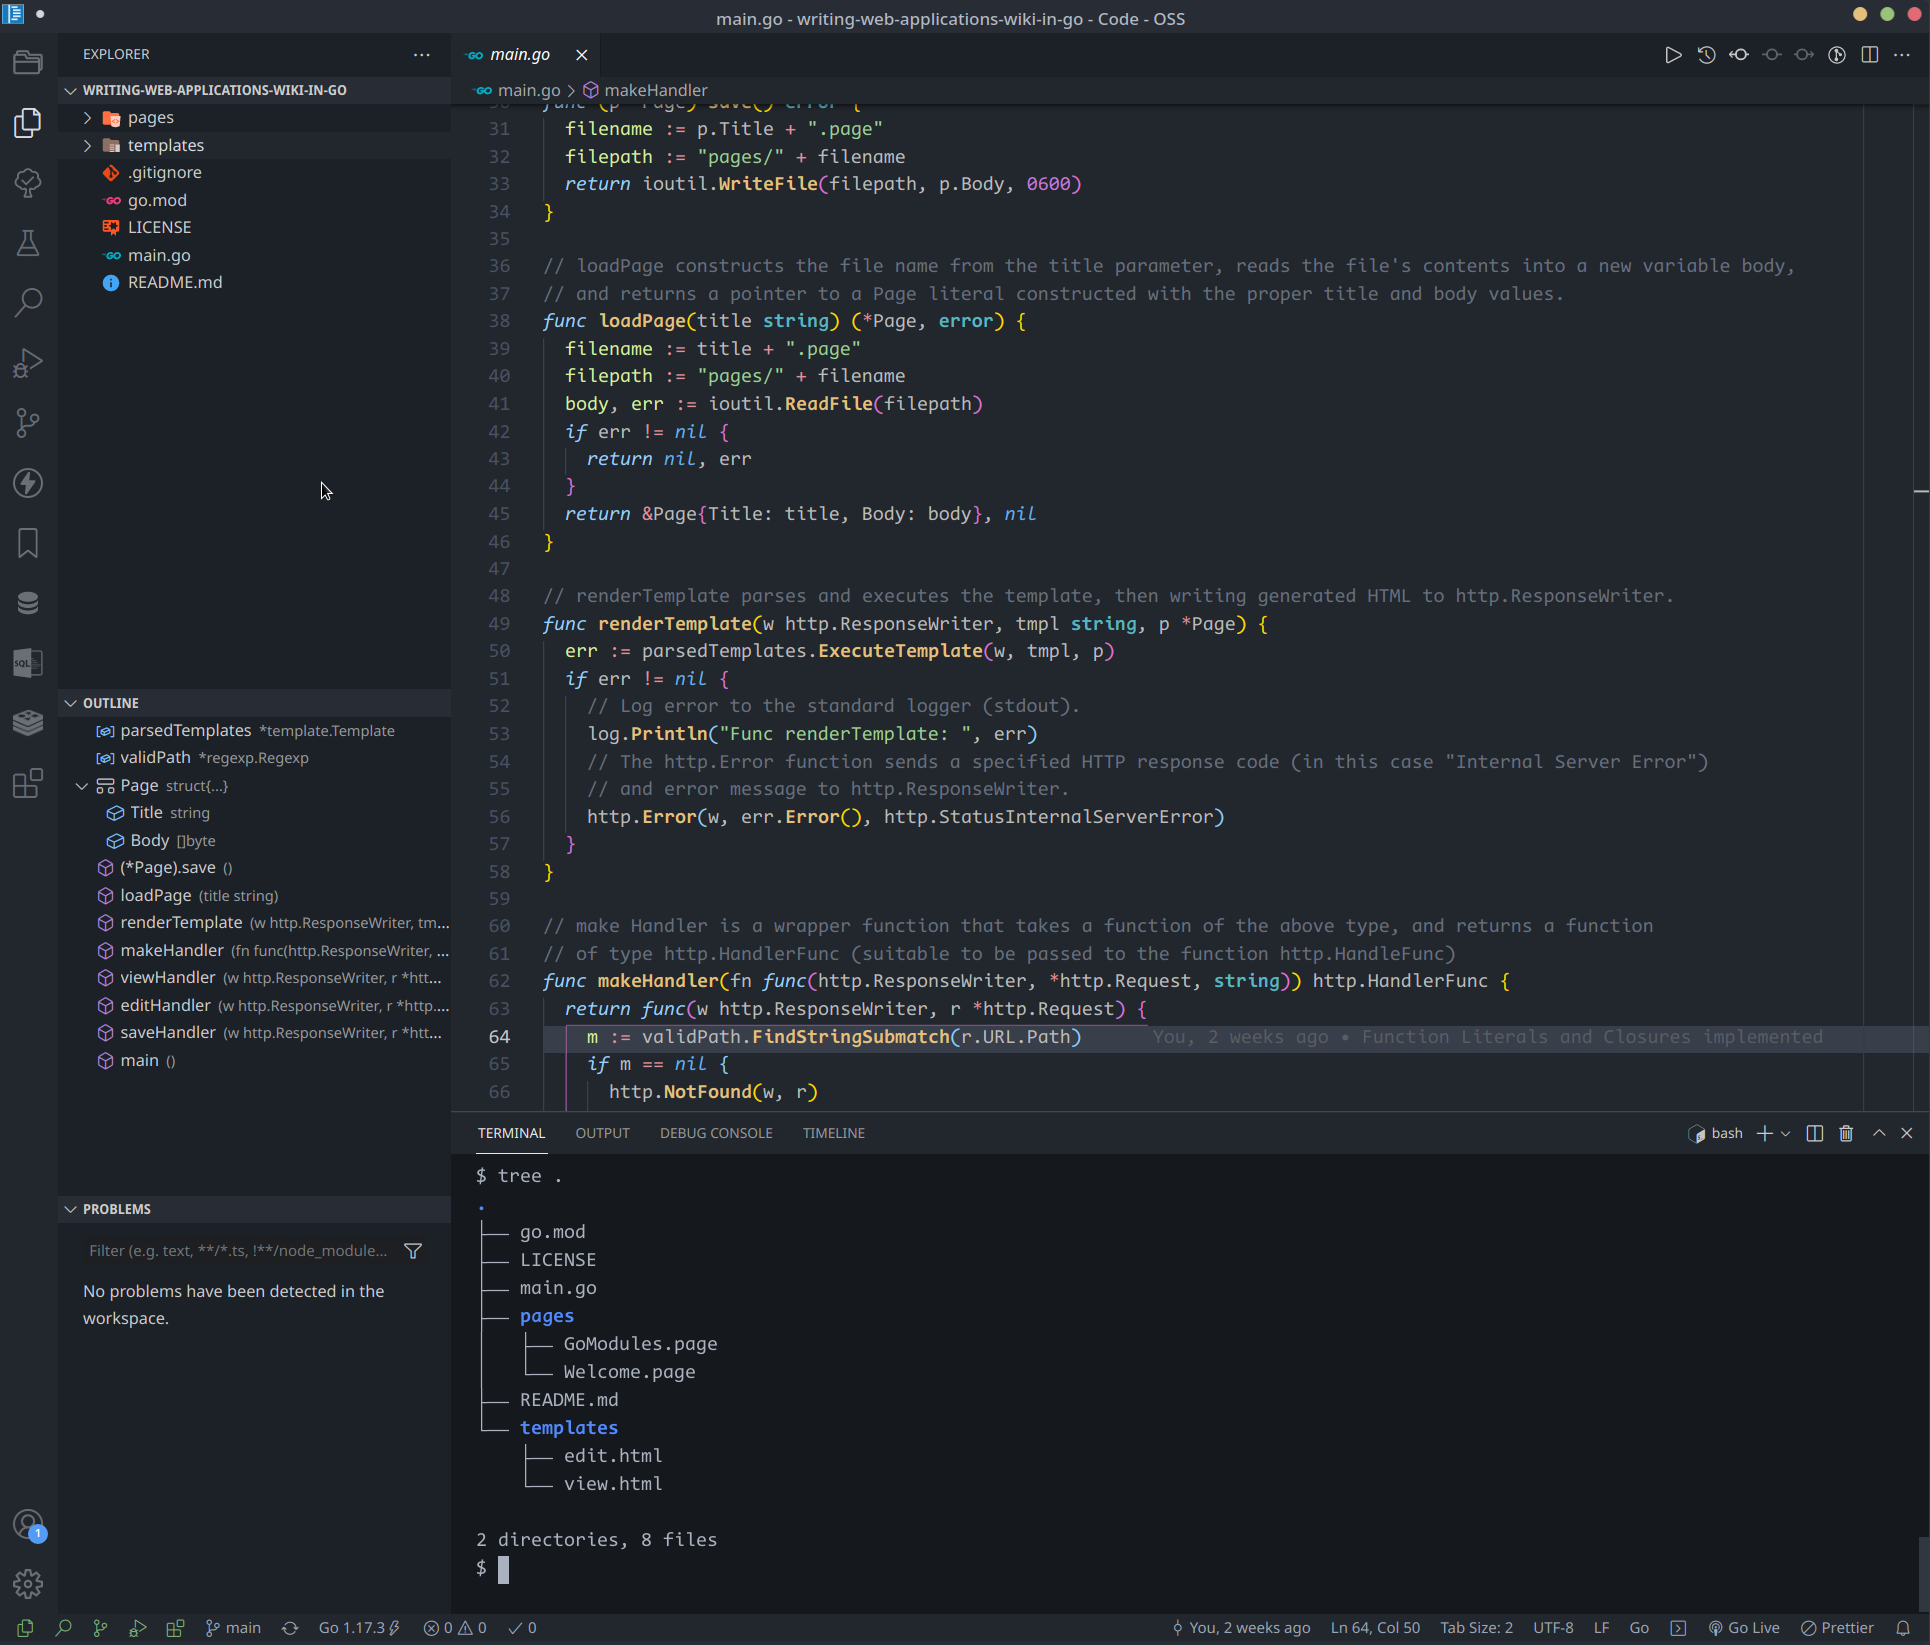 main.go - writing-web-applications-wiki-in-go - Code - OSS
EXPLORER
WRITING-WEB-APPLICATIONS-WIKI-IN-GO
pages
templates
.gitignore
go.mod
LICENSE
main.go
README.md
OUTLINE
parsedTemplates *template.Template
validPath *regexp.Regexp
Page struct{...}
Title string
Body []byte
(*Page).save ()
loadPage (title string)
renderTemplate (w http.ResponseWriter, tm...
makeHandler (fn func(http.ResponseWriter, ...
viewHandler (w http.ResponseWriter, r *htt...
editHandler (w http.ResponseWriter, r *http....
saveHandler (w http.ResponseWriter, r *htt...
main ()
PROBLEMS
Filter (e.g. text, **/*.ts, !**/node_module...
No problems have been detected in the
workspace.
GO main.go
GO main.go > makeHandler
30 func (p *Page) save() error {
31 filename := p.Title + ".page"
32 filepath := "pages/" + filename
33 return ioutil.WriteFile(filepath, p.Body, 0600)
34 }
35
36 // loadPage constructs the file name from the title parameter, reads the file's contents into a new variable body,
37 // and returns a pointer to a Page literal constructed with the proper title and body values.
38 func loadPage(title string) (*Page, error) {
39 filename := title + ".page"
40 filepath := "pages/" + filename
41 body, err := ioutil.ReadFile(filepath)
42 if err != nil {
43 return nil, err
44 }
45 return &Page{Title: title, Body: body}, nil
46 }
47
48 // renderTemplate parses and executes the template, then writing generated HTML to http.ResponseWriter.
49 func renderTemplate(w http.ResponseWriter, tmpl string, p *Page) {
50 err := parsedTemplates.ExecuteTemplate(w, tmpl, p)
51 if err != nil {
52 // Log error to the standard logger (stdout).
53 log.Println("Func renderTemplate: ", err)
54 // The http.Error function sends a specified HTTP response code (in this case "Internal Server Error")
55 // and error message to http.ResponseWriter.
56 http.Error(w, err.Error(), http.StatusInternalServerError)
57 }
58 }
59
60 // make Handler is a wrapper function that takes a function of the above type, and returns a function
61 // of type http.HandlerFunc (suitable to be passed to the function http.HandleFunc)
62 func makeHandler(fn func(http.ResponseWriter, *http.Request, string)) http.HandlerFunc {
63 return func(w http.ResponseWriter, r *http.Request) {
64 m := validPath.FindStringSubmatch(r.URL.Path) You, 2 weeks ago • Function Literals and Closures implemented
65 if m == nil {
66 http.NotFound(w, r)
TERMINAL OUTPUT DEBUG CONSOLE TIMELINE bash
$ tree .
.
├── go.mod
├── LICENSE
├── main.go
├── pages
│   ├── GoModules.page
│   └── Welcome.page
├── README.md
└── templates
    ├── edit.html
    └── view.html
2 directories, 8 files
$
1
main Go 1.17.3 0 0 0 You, 2 weeks ago Ln 64, Col 50 Tab Size: 2 UTF-8 LF Go Go Live Prettier